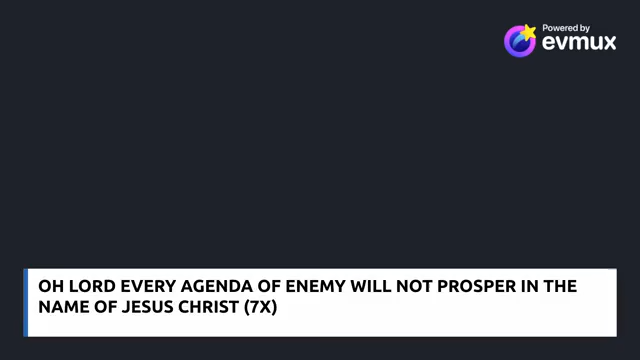 Powered by
evmux
OH LORD EVERY AGENDA OF ENEMY WILL NOT PROSPER IN THE
NAME OF JESUS CHRIST (7X)